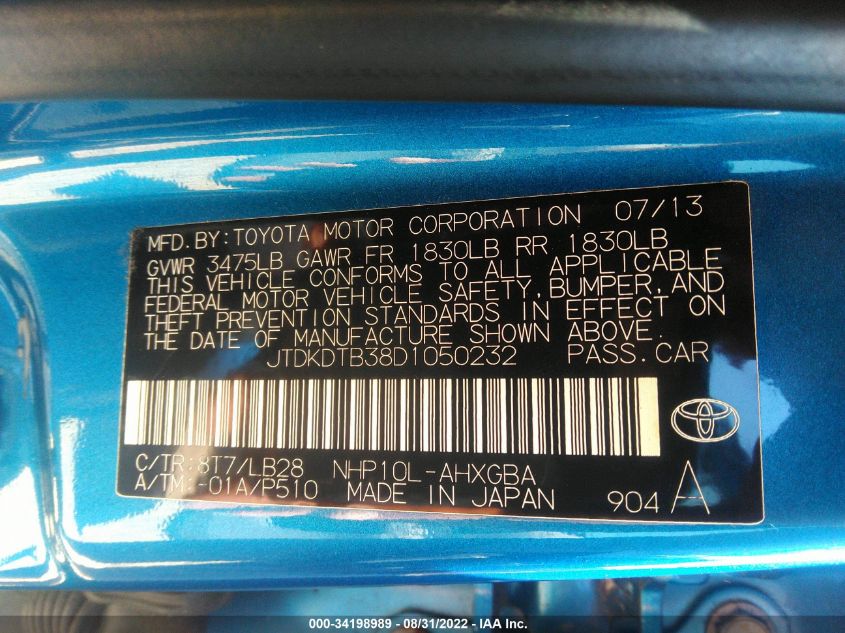 MFD. BY: TOYOTA MOTOR CORPORATION 07/13
GVWR 3475LB GAWR FR 1830LB RR 1830LB
THIS VEHICLE CONFORMS TO ALL APPLICABLE
FEDERAL MOTOR VEHICLE SAFETY, BUMPER, AND
THEFT PREVENTION STANDARDS IN EFFECT ON
THE DATE OF MANUFACTURE SHOWN ABOVE.
JTDKDTB38D1050232 PASS. CAR
C/TR: 8T7/LB28 NHP10L-AHXGBA
A/TM: -01A/P510 MADE IN JAPAN 904 A
000-34198989 - 08/31/2022 - Copyright © IAA, Inc.